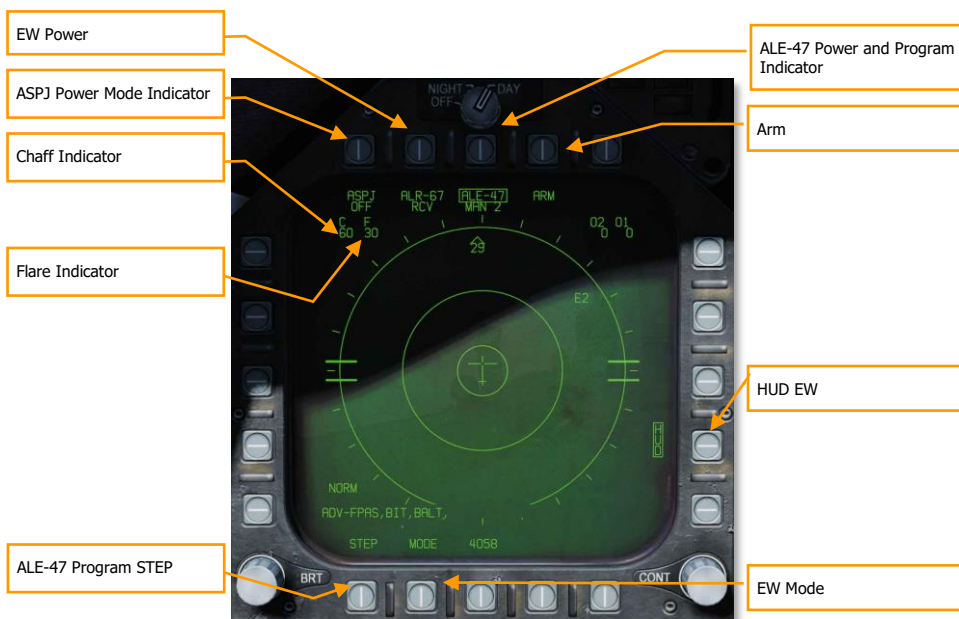 EW Power
ALE-47 Power and Program
Indicator
ASPJ Power Mode Indicator
Arm
Chaff Indicator
Flare Indicator
HUD EW
ALE-47 Program STEP
EW Mode
NIGHT DAY
OFF
ASPJ ALR-67 ALE-47 ARM
OFF RCV MAN 2
C F O2 O1
60 30 0 0
29
E2
HUD
NORM
ADV-FPAS,BIT,BALT,
STEP MODE 4058
BRT CONT